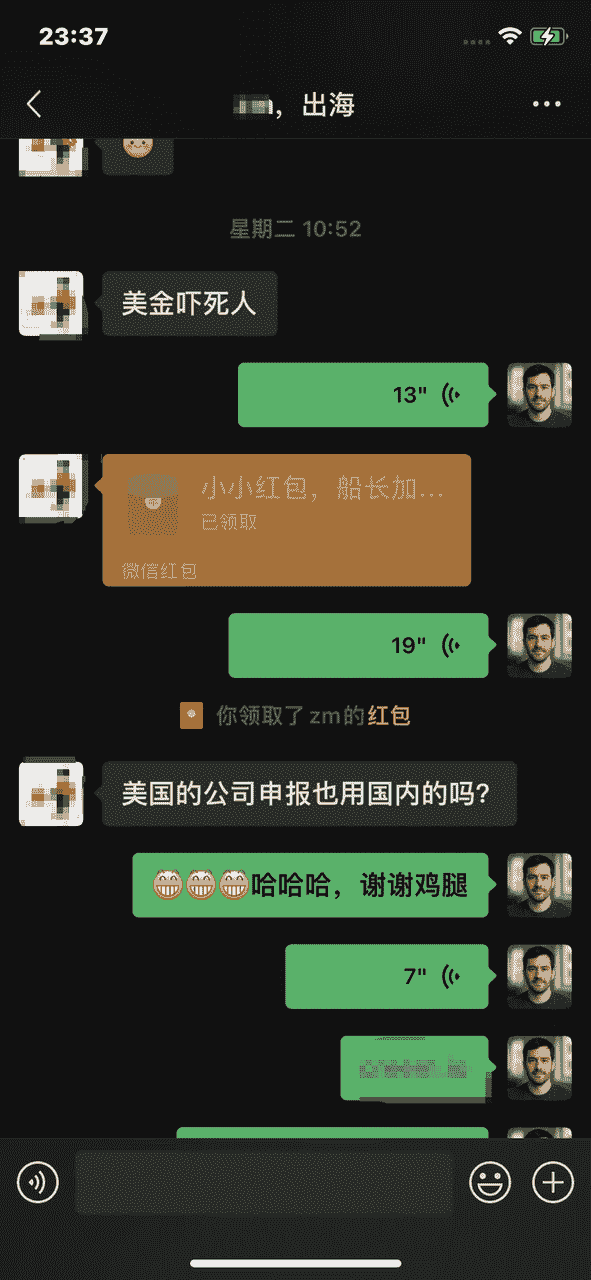 23:37
，出海
星期二 10:52
美金吓死人
13"
小小红包，船长加...
已领取
微信红包
19"
你领取了zm的红包
美国的公司申报也用国内的吗?
哈哈哈，谢谢鸡腿
7"